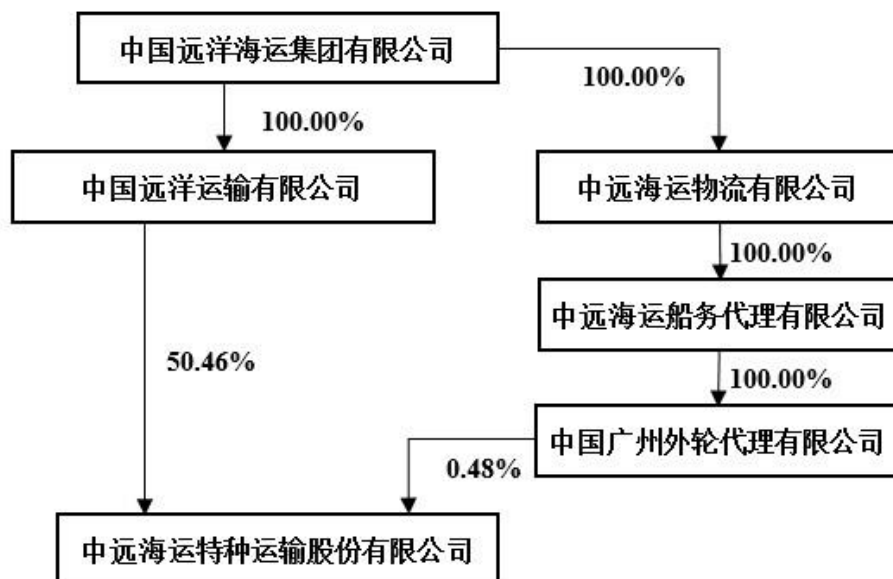 中国远洋海运集团有限公司
100.00%
100.00%
中国远洋运输有限公司
中远海运物流有限公司
100.00%
中远海运船务代理有限公司
50.46%
100.00%
中国广州外轮代理有限公司
0.48%
中远海运特种运输股份有限公司